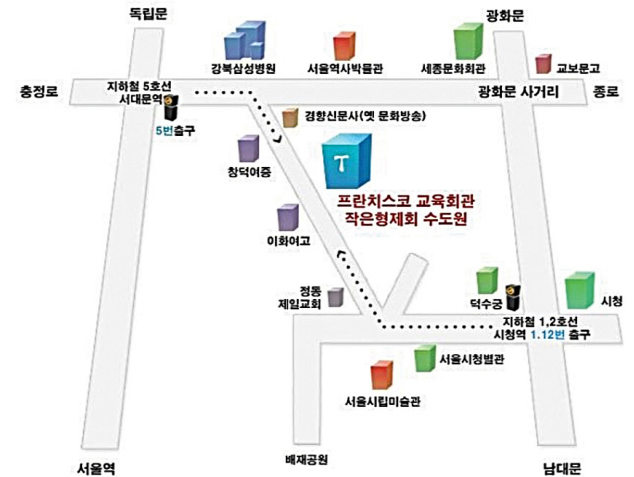 독립문
광화문
강북삼성병원
서울역사박물관
세종문화회관
교보문고
충정로
지하철 5호선
서대문역
광화문 사거리
종로
5번출구
경향신문사(옛 문화방송)
창덕여중
T
프란치스코 교육회관
작은형제회 수도원
이화여고
정동
제일교회
덕수궁
시청
지하철 1,2호선
시청역 1.12번 출구
서울시청별관
서울시립미술관
배재공원
서울역
남대문